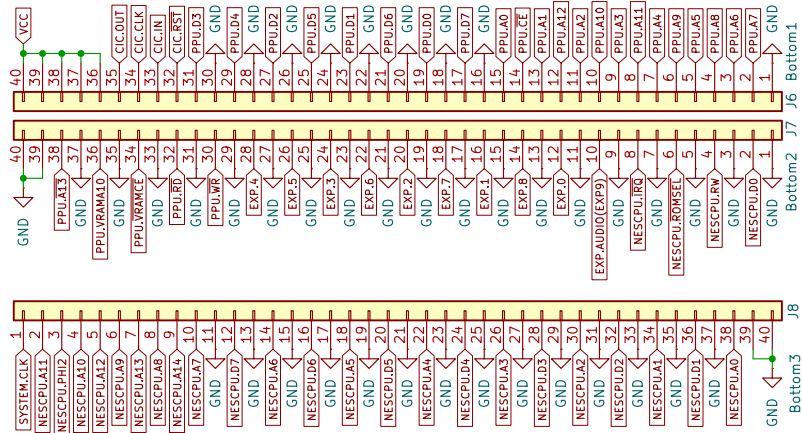 VCC
CIC.OUT
CIC.CLK
CIC.IN
CIC.RST
PPU.D3
GND
PPU.D4
GND
PPU.D2
GND
PPU.D5
GND
PPU.D1
GND
PPU.D6
GND
PPU.D0
GND
PPU.D7
GND
PPU.A0
PPU.CE
PPU.A1
PPU.A12
PPU.A2
PPU.A10
PPU.A3
PPU.A11
PPU.A4
PPU.A9
PPU.A5
PPU.A8
PPU.A6
PPU.A7
GND
Bottom1
40 39 38 37 36 35 34 33 32 31 30 29 28 27 26 25 24 23 22 21 20 19 18 17 16 15 14 13 12 11 10 9 8 7 6 5 4 3 2 1
J6
J7
40 39 38 37 36 35 34 33 32 31 30 29 28 27 26 25 24 23 22 21 20 19 18 17 16 15 14 13 12 11 10 9 8 7 6 5 4 3 2 1
Bottom2
GND
PPU.A13
GND
PPU.VRAMA10
GND
PPU.VRAMCE
GND
PPU.RD
GND
PPU.WR
GND
EXP.4
GND
EXP.5
GND
EXP.3
GND
EXP.6
GND
EXP.2
GND
EXP.7
GND
EXP.1
GND
EXP.8
GND
EXP.0
GND
EXP.AUDIO(EXP9)
GND
NESCPU.IRQ
GND
NESCPU.ROMSEL
GND
NESCPU.RW
GND
NESCPU.D0
GND
J8
1 2 3 4 5 6 7 8 9 10 11 12 13 14 15 16 17 18 19 20 21 22 23 24 25 26 27 28 29 30 31 32 33 34 35 36 37 38 39 40
SYSTEM.CLK
NESCPU.A11
NESCPU.PHI2
NESCPU.A10
NESCPU.A12
NESCPU.A9
NESCPU.A13
NESCPU.A8
NESCPU.A14
NESCPU.A7
GND
NESCPU.D7
GND
NESCPU.A6
GND
NESCPU.D6
GND
NESCPU.A5
GND
NESCPU.D5
GND
NESCPU.A4
GND
NESCPU.D4
GND
NESCPU.A3
GND
NESCPU.D3
GND
NESCPU.A2
GND
NESCPU.D2
GND
NESCPU.A1
GND
NESCPU.D1
GND
NESCPU.A0
GND
Bottom3